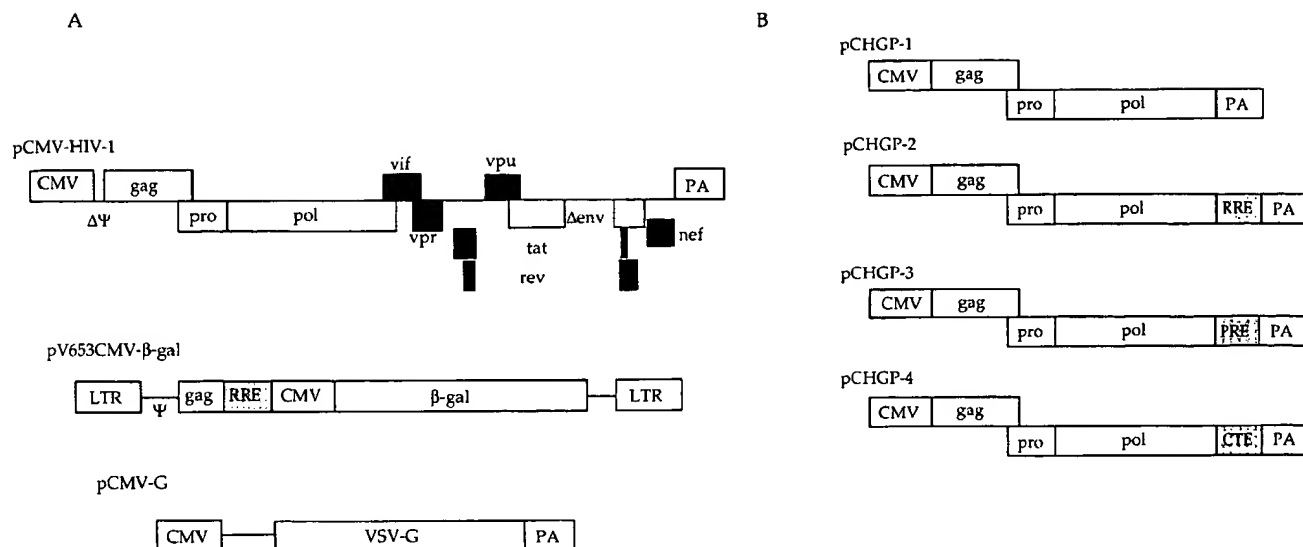 A
pCMV-HIV-1
CMV
gag
vif
vpu
PA
ΔΨ
pro
pol
vpr
Δenv
nef
tat
rev
pV653CMV-β-gal
LTR
Ψ
gag
RRE
CMV
β-gal
LTR
pCMV-G
CMV
VSV-G
PA
B
pCHGP-1
CMV
gag
pro
pol
PA
pCHGP-2
CMV
gag
pro
pol
RRE
PA
pCHGP-3
CMV
gag
pro
pol
PRE
PA
pCHGP-4
CMV
gag
pro
pol
CTE
PA